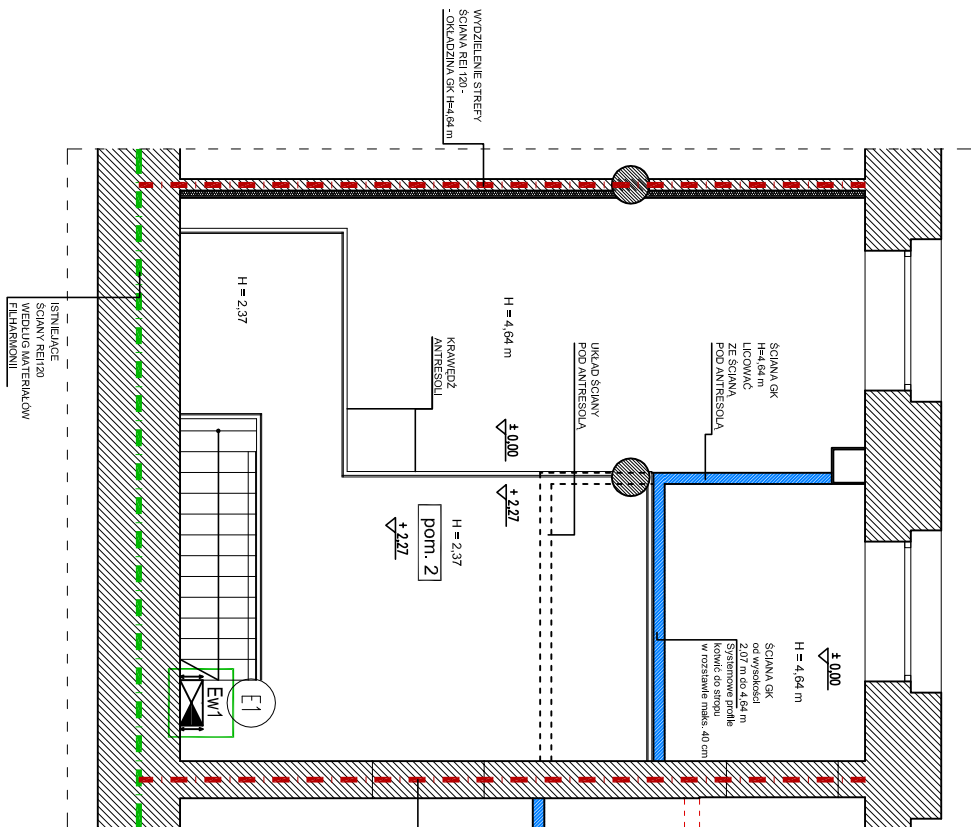 WYDZIELENIE STREFY
ŚCIANA REI 120 -
- OKŁADZINA GK H=4,64 m
ISTNIEJĄCE
ŚCIANY REI120
WEDŁUG MATERIAŁÓW
FILHARMONII
H = 2,37
H = 4,64 m
KRAWĘDŹ
ANTRESOLI
UKŁAD ŚCIANY
POD ANTRESOLĄ
ŚCIANA GK
H=4,64 m
LICOWAĆ
ZE ŚCIANĄ
POD ANTRESOLĄ
± 0,00
+ 2,27
H = 2,37
pom. 2
+ 2,27
ŚCIANA GK
od wysokości
2,07 m do 4,64 m
Systemowe profile
kotwić do stropu
w rozstawie maks. 40 cm
H = 4,64 m
± 0,00
E1
Ew1